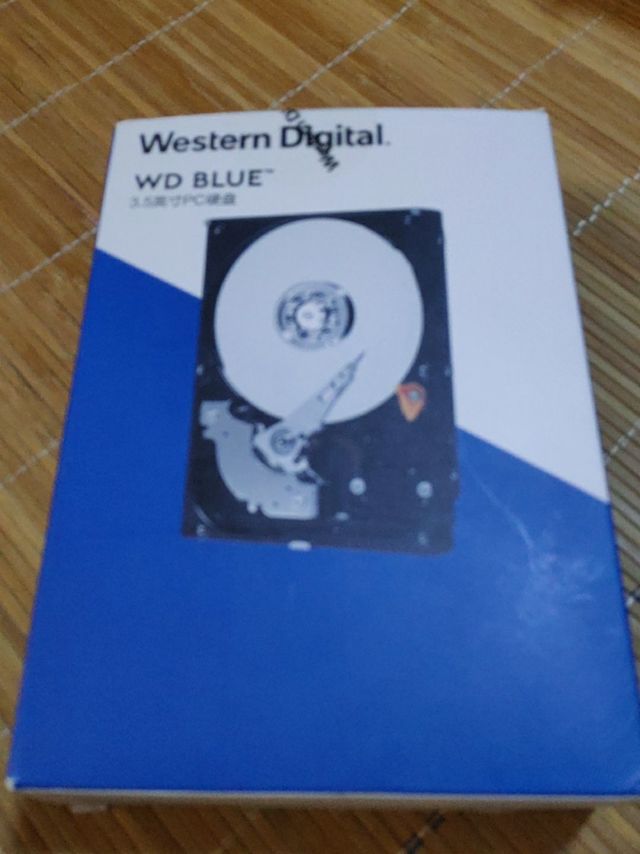 Western Digital.
WD BLUE™
3.5英寸PC硬盘